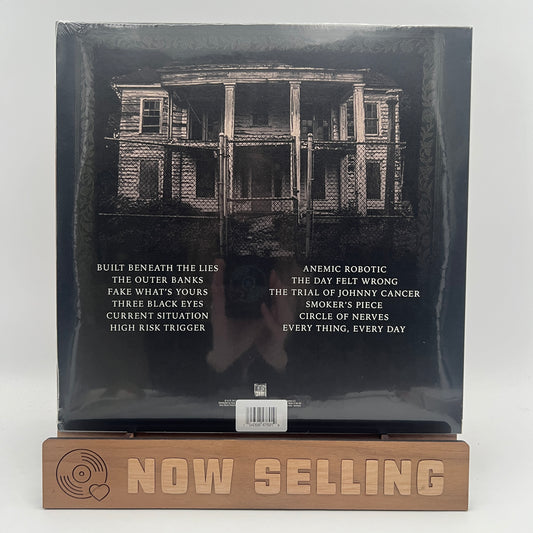 BUILT BENEATH THE LIES
THE OUTER BANKS
FAKE WHAT'S YOURS
THREE BLACK EYES
CURRENT SITUATION
HIGH RISK TRIGGER
ANEMIC ROBOTIC
THE DAY FELT WRONG
THE TRIAL OF JOHNNY CANCER
SMOKER'S PIECE
CIRCLE OF NERVES
EVERY THING, EVERY DAY
NOW SELLING